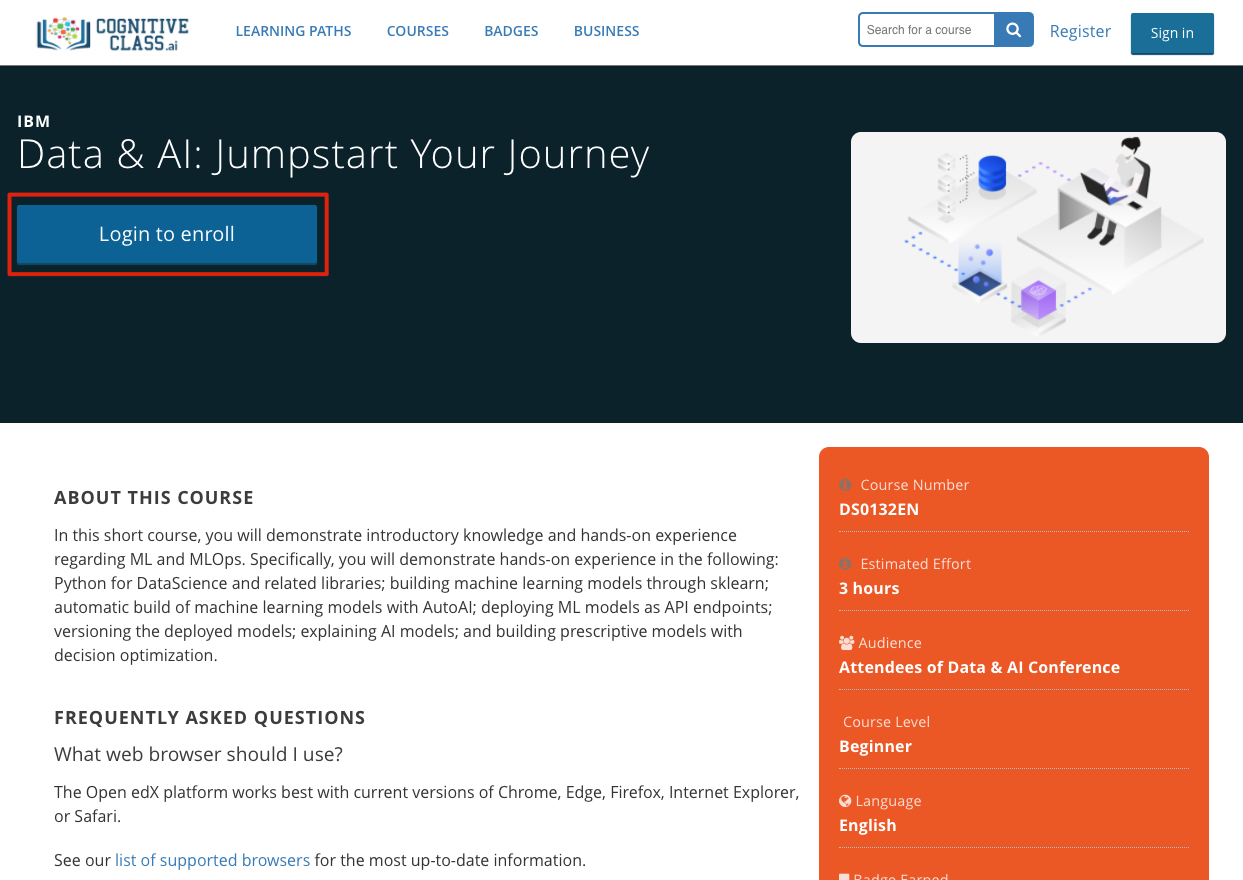 COGNITIVE
CLASS.ai
LEARNING PATHS
COURSES
BADGES
BUSINESS
Search for a course
Register
Sign in
IBM
Data & AI: Jumpstart Your Journey
Login to enroll
ABOUT THIS COURSE
In this short course, you will demonstrate introductory knowledge and hands-on experience
regarding ML and MLOps. Specifically, you will demonstrate hands-on experience in the following:
Python for DataScience and related libraries; building machine learning models through sklearn;
automatic build of machine learning models with AutoAI; deploying ML models as API endpoints;
versioning the deployed models; explaining AI models; and building prescriptive models with
decision optimization.
FREQUENTLY ASKED QUESTIONS
What web browser should I use?
The Open edX platform works best with current versions of Chrome, Edge, Firefox, Internet Explorer,
or Safari.
See our list of supported browsers for the most up-to-date information.
Course Number
DS0132EN
Estimated Effort
3 hours
Audience
Attendees of Data & AI Conference
Course Level
Beginner
Language
English
Badge Earned